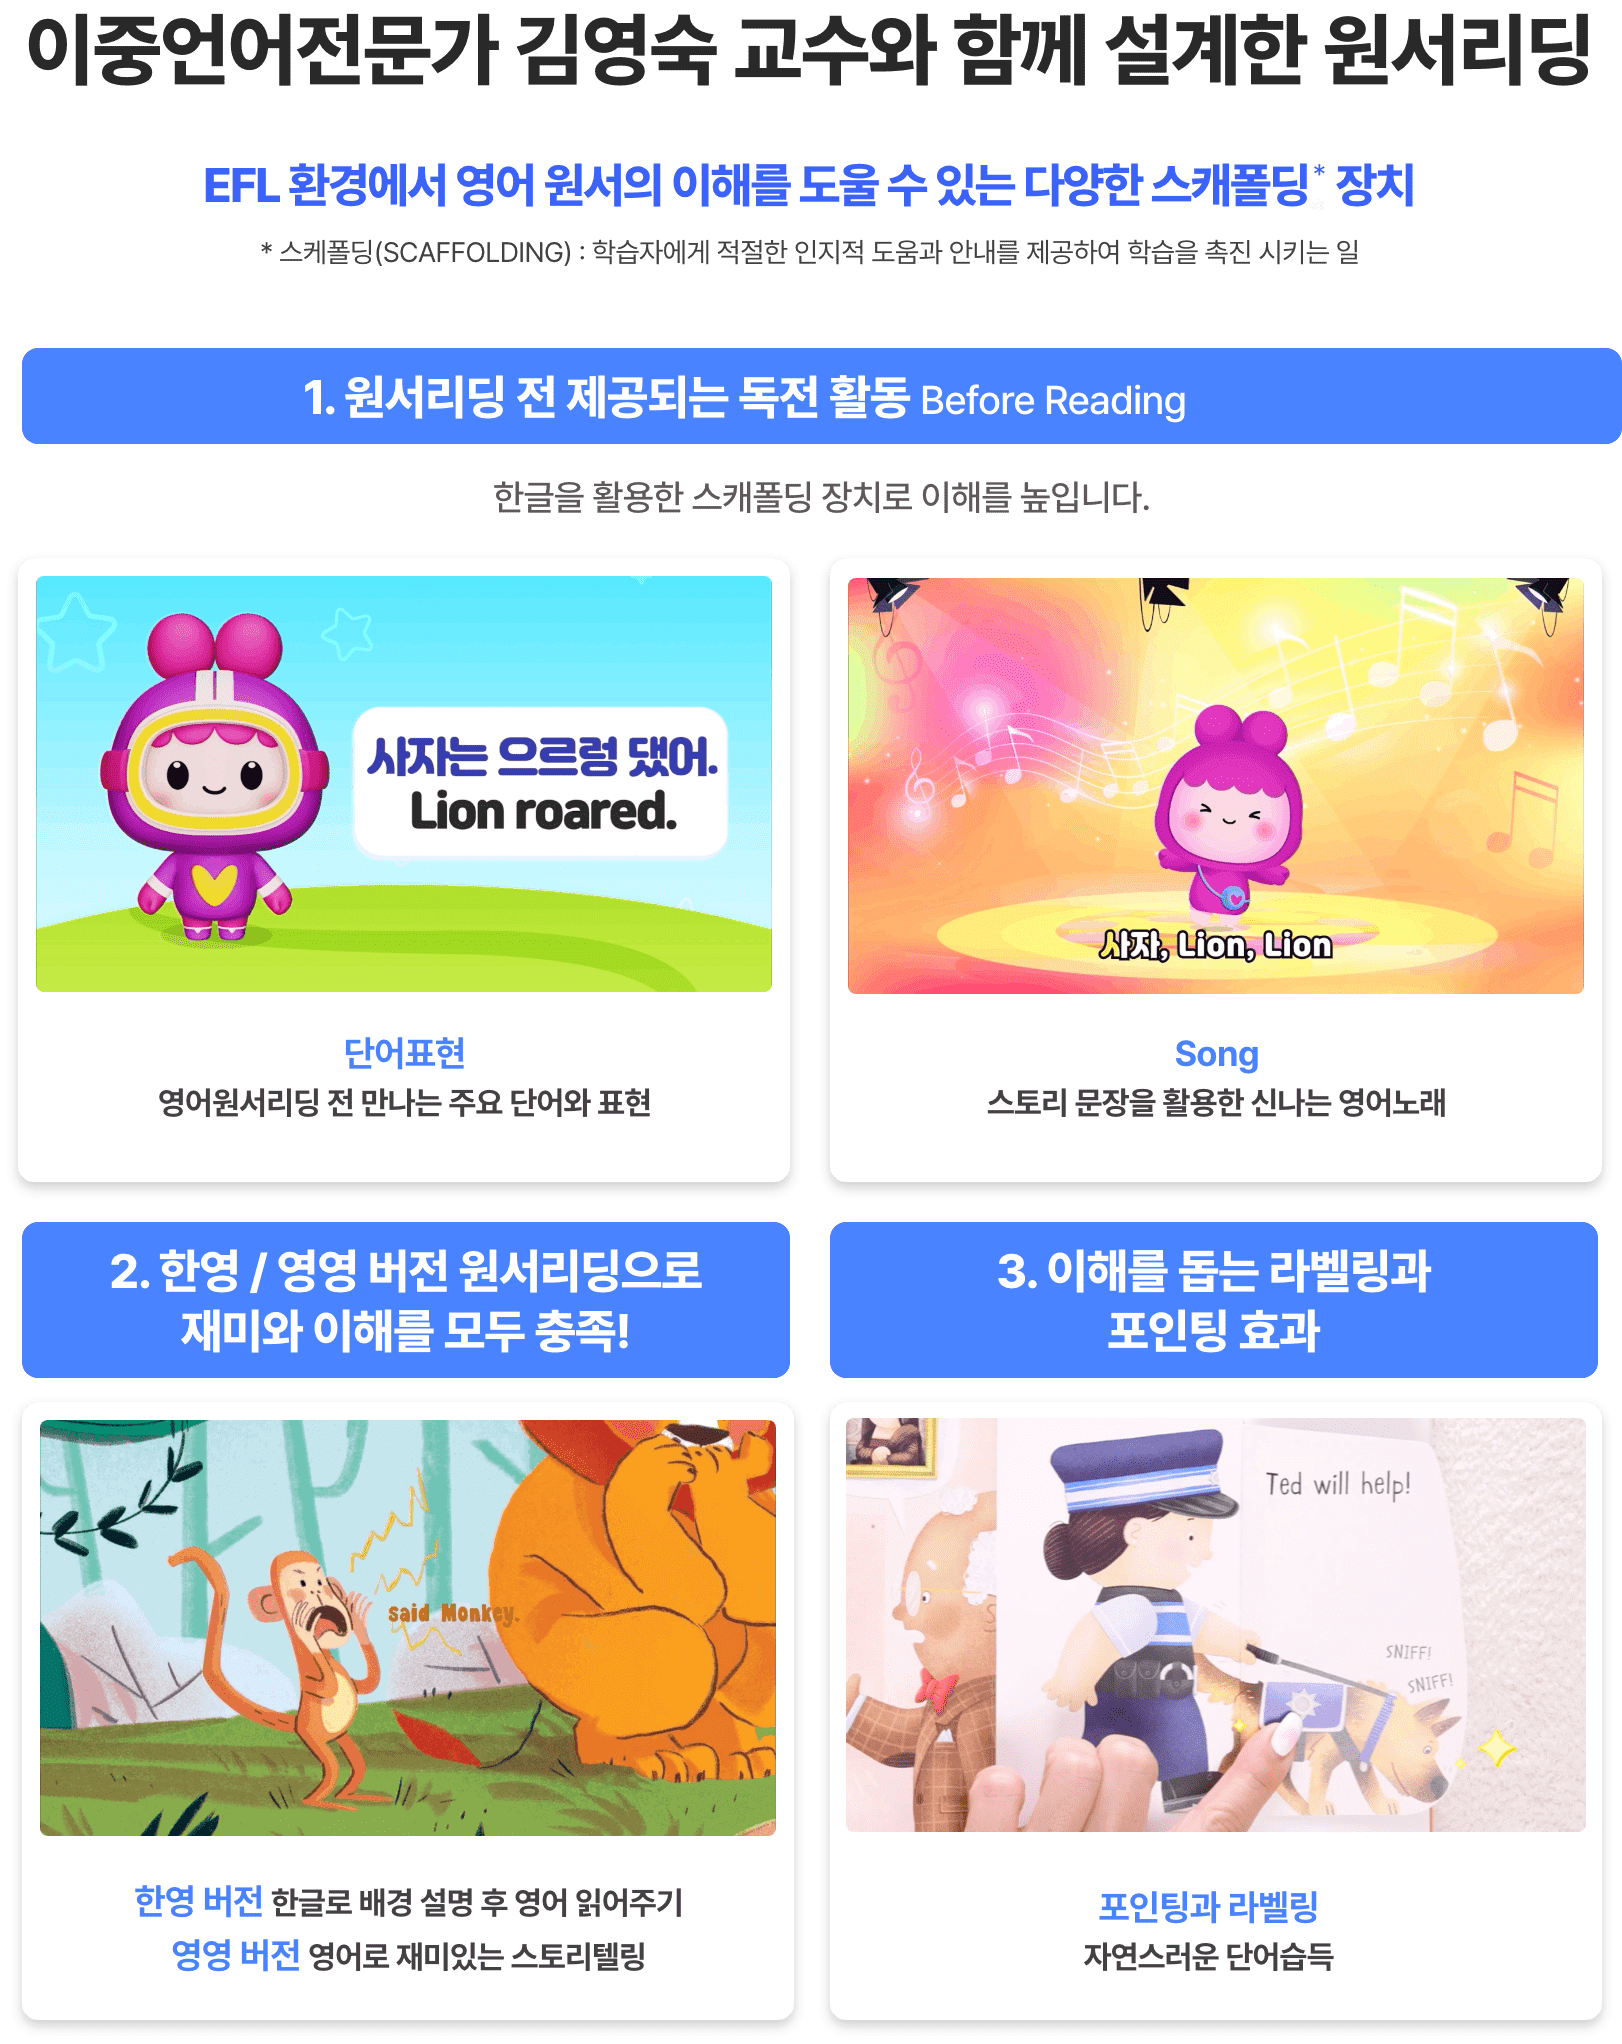 이중언어전문가 김영숙 교수와 함께 설계한 원서리딩
EFL 환경에서 영어 원서의 이해를 도울 수 있는 다양한 스캐폴딩* 장치
* 스케폴딩(SCAFFOLDING) : 학습자에게 적절한 인지적 도움과 안내를 제공하여 학습을 촉진 시키는 일
1. 원서리딩 전 제공되는 독전 활동 Before Reading
한글을 활용한 스캐폴딩 장치로 이해를 높입니다.
사자는 으르렁 댔어.
Lion roared.
단어표현
영어원서리딩 전 만나는 주요 단어와 표현
사자, Lion, Lion
Song
스토리 문장을 활용한 신나는 영어노래
2. 한영 / 영영 버전 원서리딩으로
재미와 이해를 모두 충족!
said Monkey.
한영 버전 한글로 배경 설명 후 영어 읽어주기
영영 버전 영어로 재미있는 스토리텔링
3. 이해를 돕는 라벨링과
포인팅 효과
Ted will help!
SNIFF!
SNIFF!
포인팅과 라벨링
자연스러운 단어습득